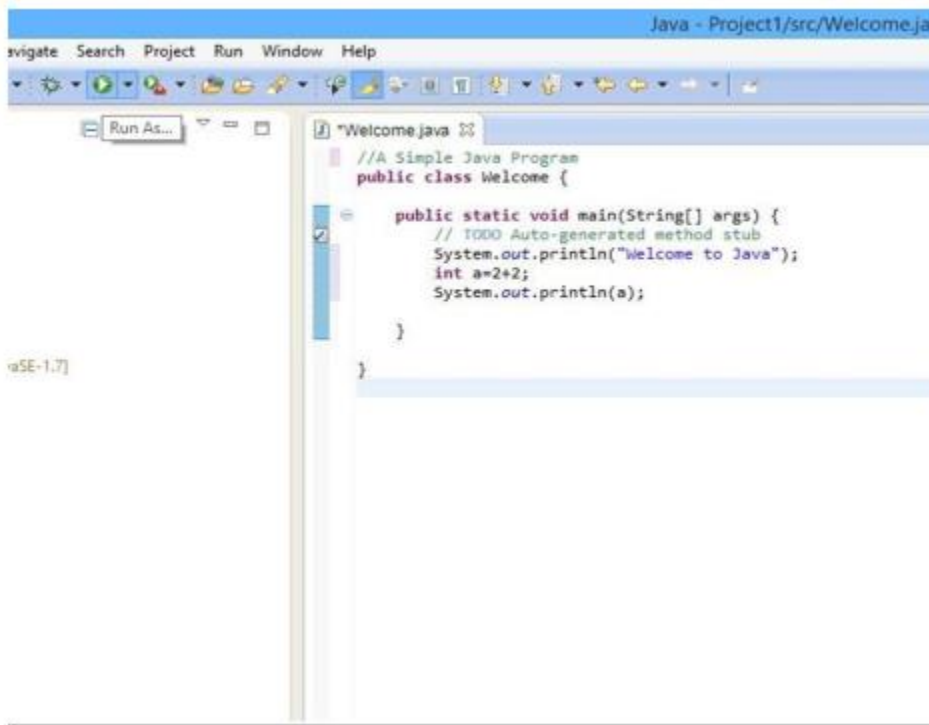 Java - Project1/src/Welcome.ja
avigate Search Project Run Window Help
Run As...
*Welcome.java
//A Simple Java Program
public class Welcome {
public static void main(String[] args) {
// TODO Auto-generated method stub
System.out.println("Welcome to Java");
int a=2+2;
System.out.println(a);
}
}
vaSE-1.7]